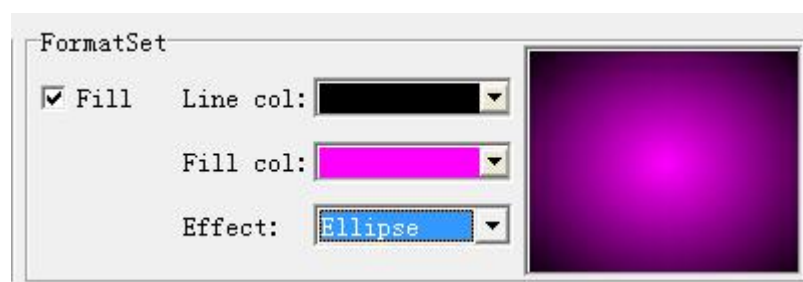 FormatSet
Fill Line col:
Fill col:
Effect: Ellipse